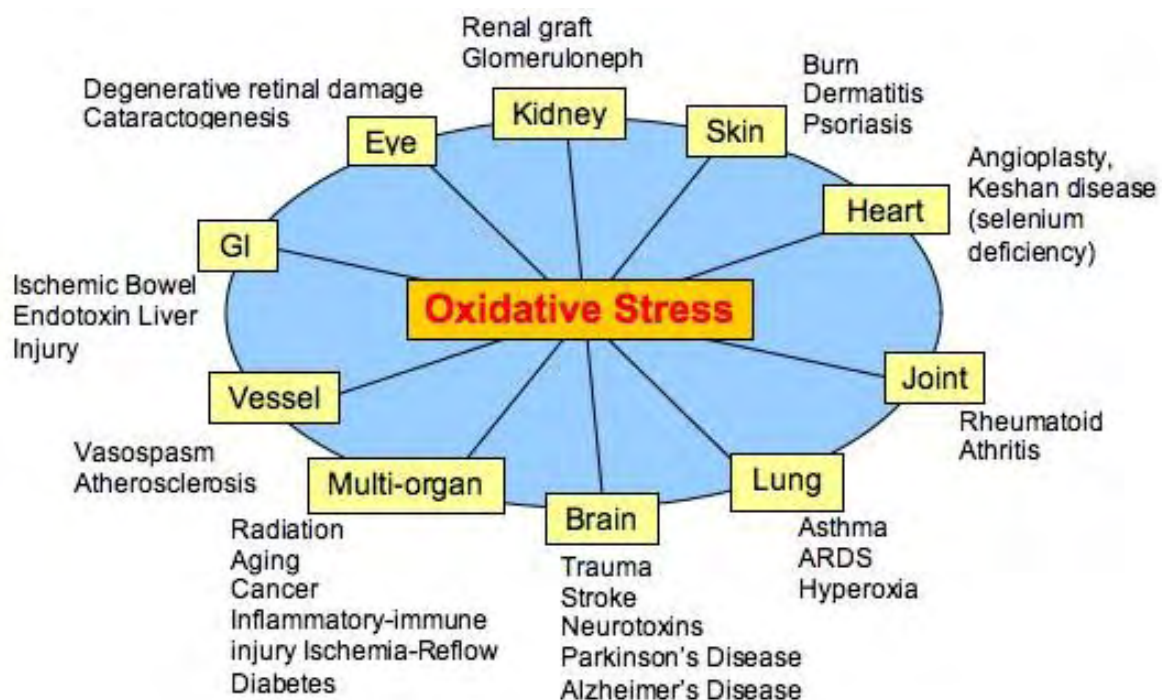 Renal graft
Glomeruloneph
Kidney
Degenerative retinal damage
Cataractogenesis
Eye
Burn
Dermatitis
Psoriasis
Skin
Angioplasty,
Keshan disease
(selenium
deficiency)
Heart
GI
Ischemic Bowel
Endotoxin Liver
Injury
Oxidative Stress
Joint
Rheumatoid
Athritis
Vessel
Vasospasm
Atherosclerosis
Multi-organ
Radiation
Aging
Cancer
Inflammatory-immune
injury Ischemia-Reflow
Diabetes
Brain
Trauma
Stroke
Neurotoxins
Parkinson's Disease
Alzheimer's Disease
Lung
Asthma
ARDS
Hyperoxia